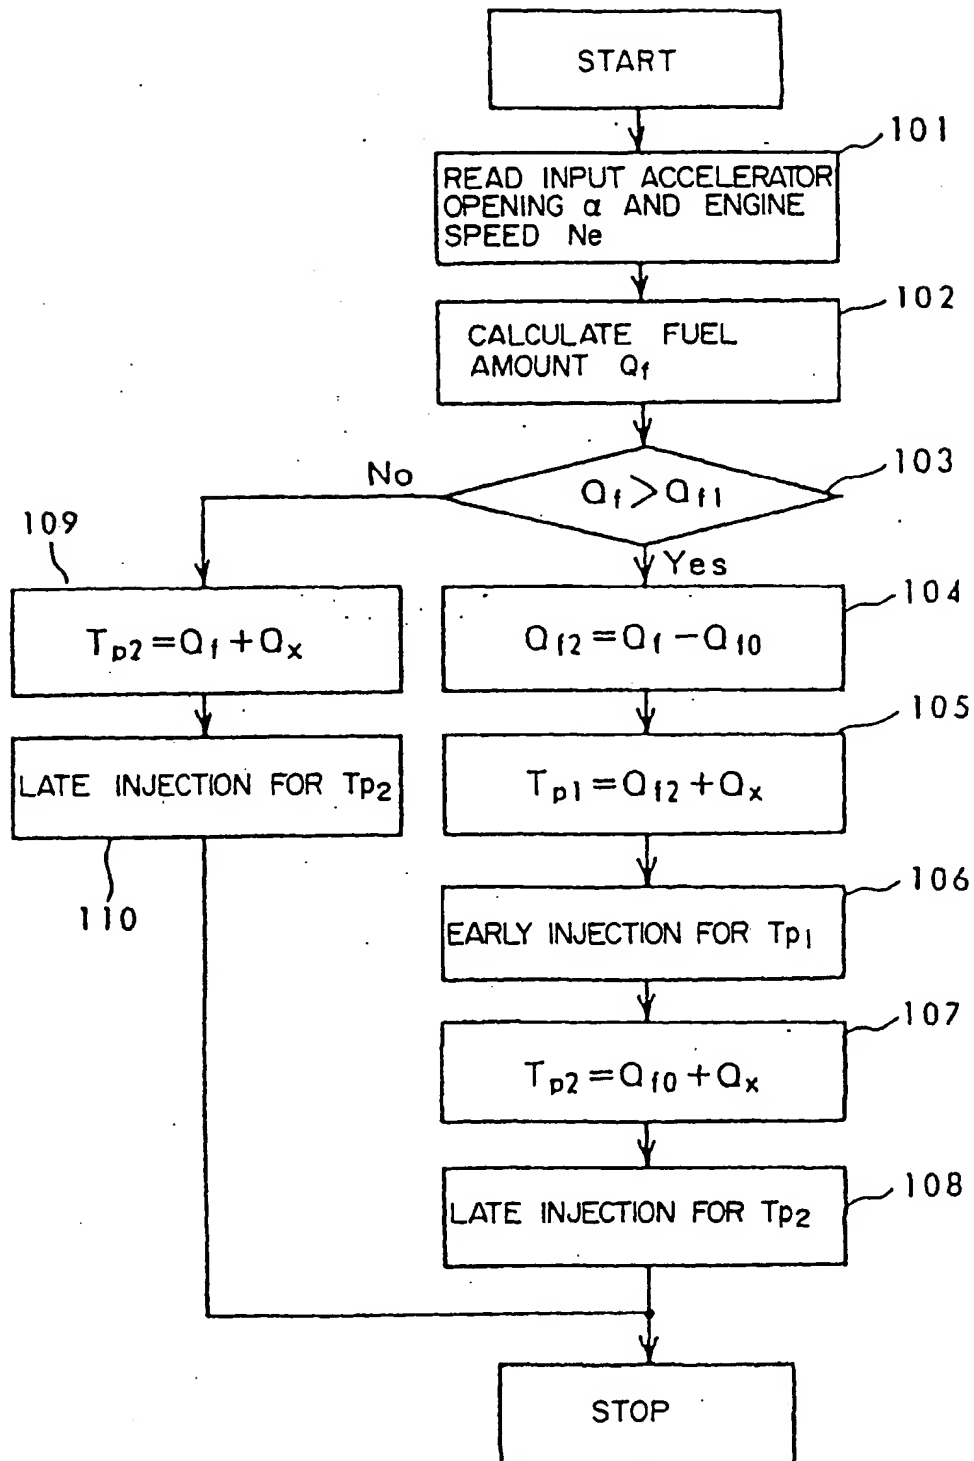 START
101
READ INPUT ACCELERATOR
OPENING α AND ENGINE
SPEED Ne
102
CALCULATE FUEL
AMOUNT Qf
103
No
Qf > Qf1
Yes
109
Tp2 = Qf + Qx
104
Qf2 = Qf − Qf0
105
LATE INJECTION FOR Tp2
Tp1 = Qf2 + Qx
110
106
EARLY INJECTION FOR Tp1
107
Tp2 = Qf0 + Qx
108
LATE INJECTION FOR Tp2
STOP